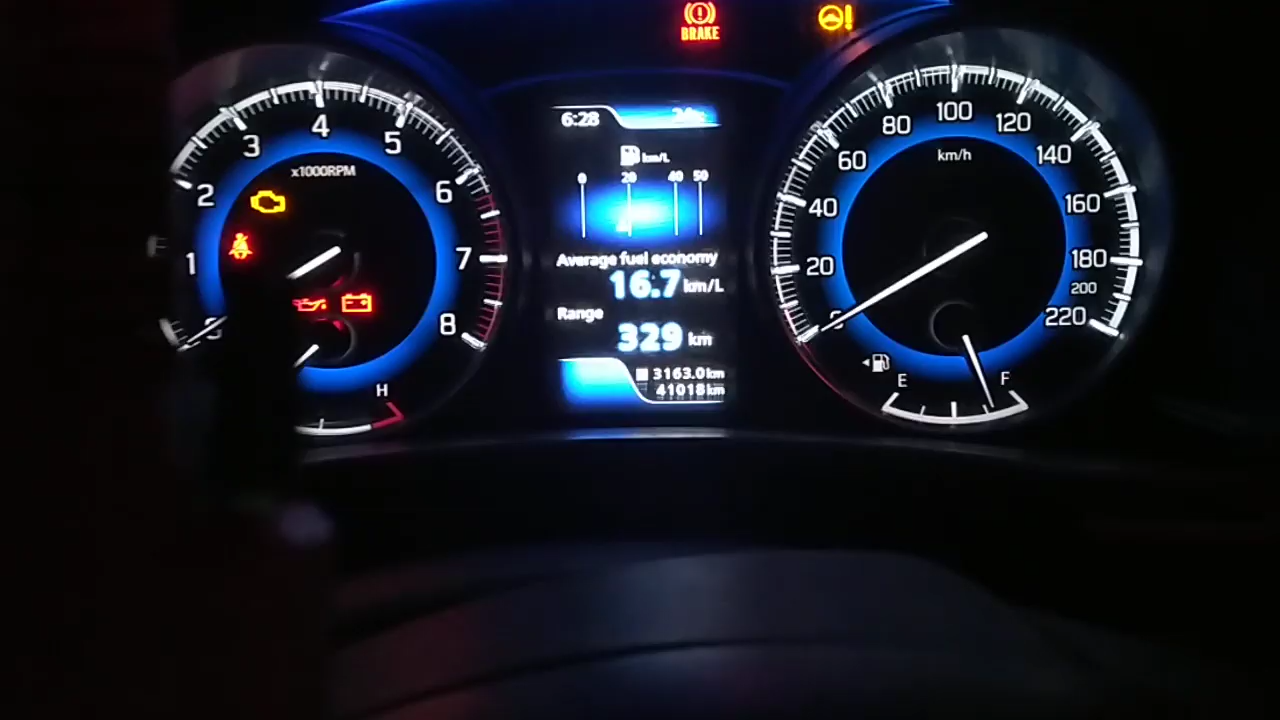 BRAKE
6:28
km/L
0 20 40 50
Average fuel economy
16.7 km/L
Range
329 km
3163.0 km
41018 km
1 2 3 4 5 6 7 8
x1000RPM
H
0 20 40 60 80 100 120 140 160 180 200 220
km/h
E F